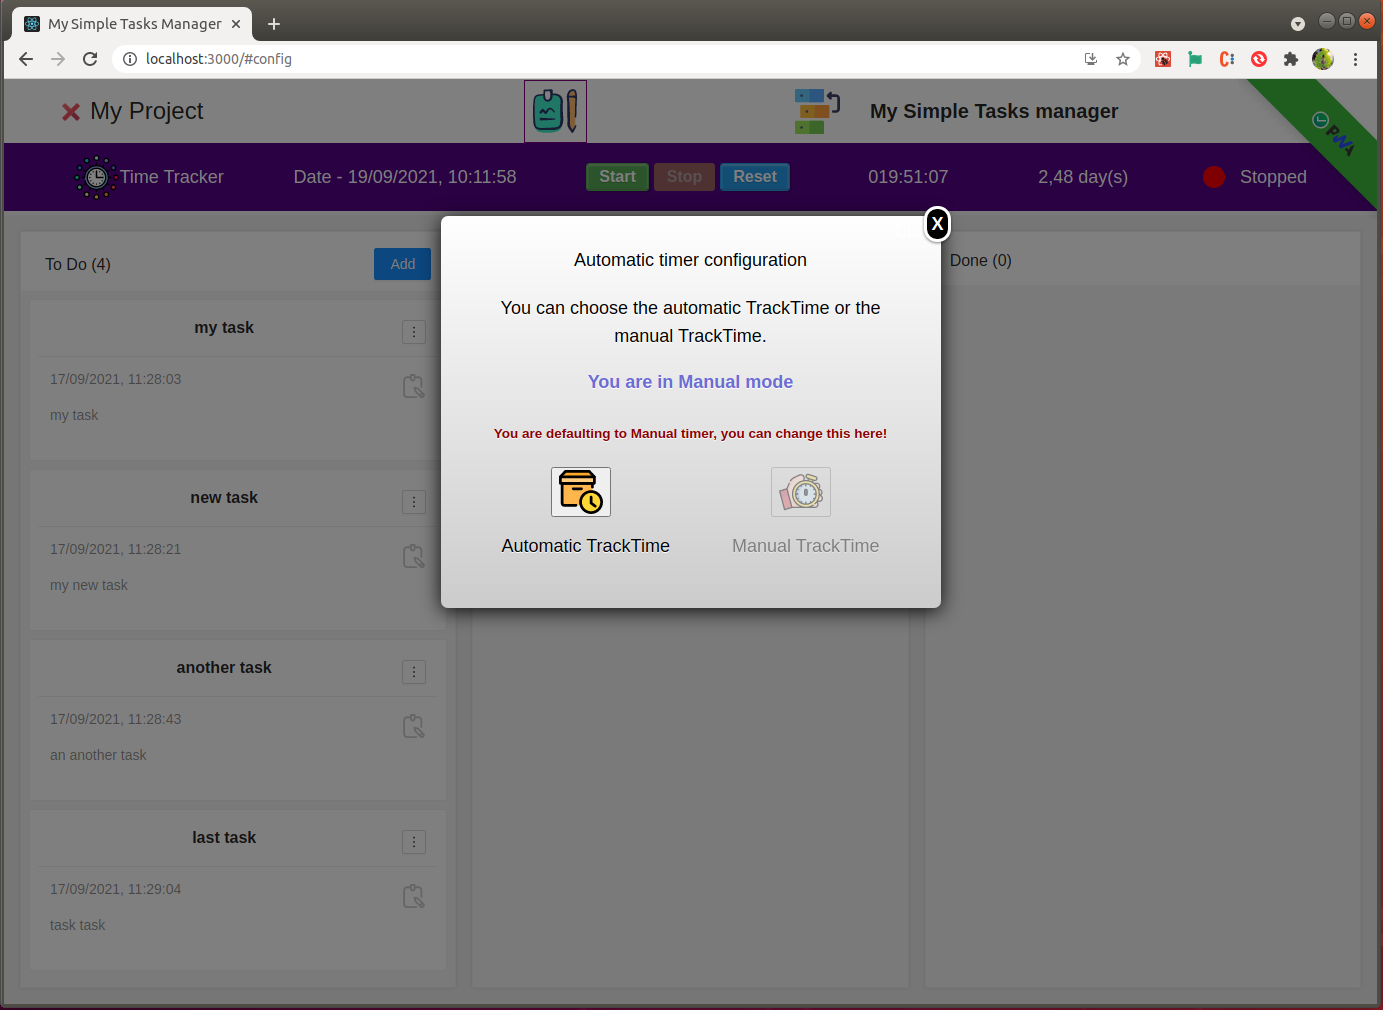 My Simple Tasks Manager
localhost:3000/#config
My Project
My Simple Tasks manager
PWA
Time Tracker
Date - 19/09/2021, 10:11:58
Start
Stop
Reset
019:51:07
2,48 day(s)
Stopped
To Do (4)
Add
my task
17/09/2021, 11:28:03
my task
new task
17/09/2021, 11:28:21
my new task
another task
17/09/2021, 11:28:43
an another task
last task
17/09/2021, 11:29:04
task task
X
Automatic timer configuration
You can choose the automatic TrackTime or the
manual TrackTime.
You are in Manual mode
You are defaulting to Manual timer, you can change this here!
Automatic TrackTime
Manual TrackTime
Done (0)